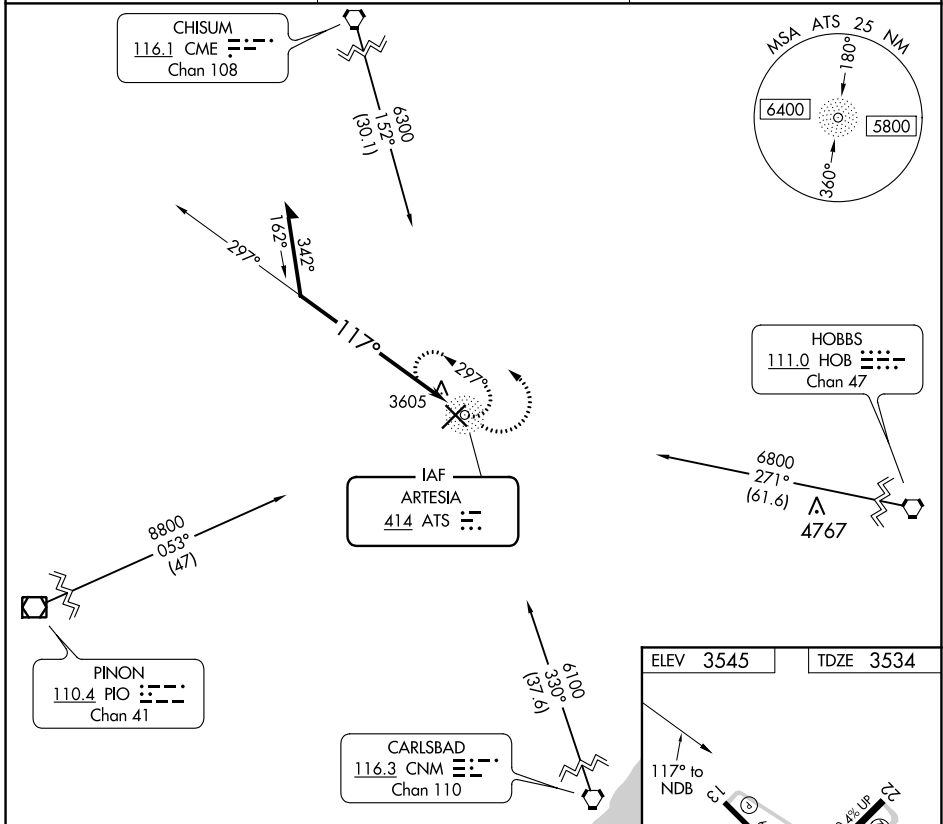 CHISUM
116.1 CME
Chan 108
6300
152°
(30.1)
MSA ATS 25 NM
180°
6400
5800
360°
297°
162°
342°
117°
297°
3605
IAF
ARTESIA
414 ATS
HOBBS
111.0 HOB
Chan 47
6800
271°
(61.6)
4767
8800
053°
(47)
PINON
110.4 PIO
Chan 41
6100
330°
(37.6)
CARLSBAD
116.3 CNM
Chan 110
ELEV 3545
TDZE 3534
117° to
NDB
13
P
22
0.4% UP